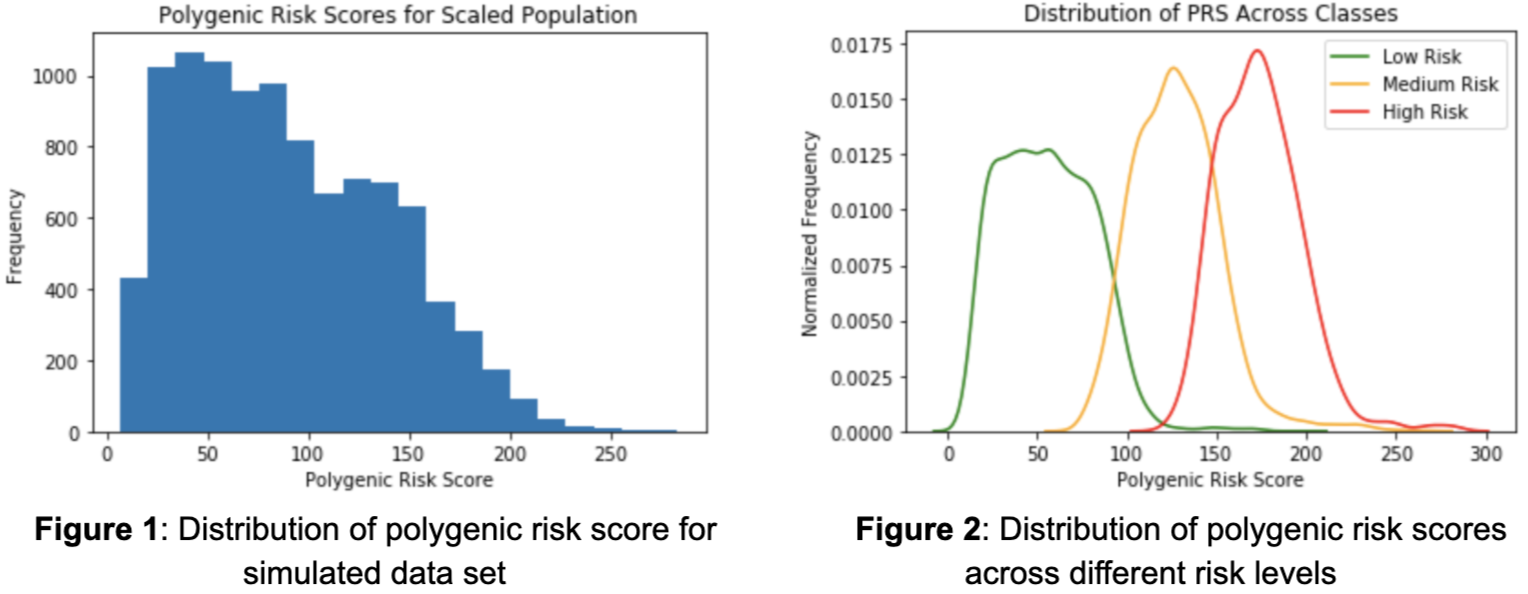 Polygenic Risk Scores for Scaled Population
1000
800
600
400
200
0
Frequency
0 50 100 150 200 250
Polygenic Risk Score
Figure 1: Distribution of polygenic risk score for
simulated data set
Distribution of PRS Across Classes
0.0175
0.0150
0.0125
0.0100
0.0075
0.0050
0.0025
0.0000
Normalized Frequency
Low Risk
Medium Risk
High Risk
0 50 100 150 200 250 300
Polygenic Risk Score
Figure 2: Distribution of polygenic risk scores
across different risk levels